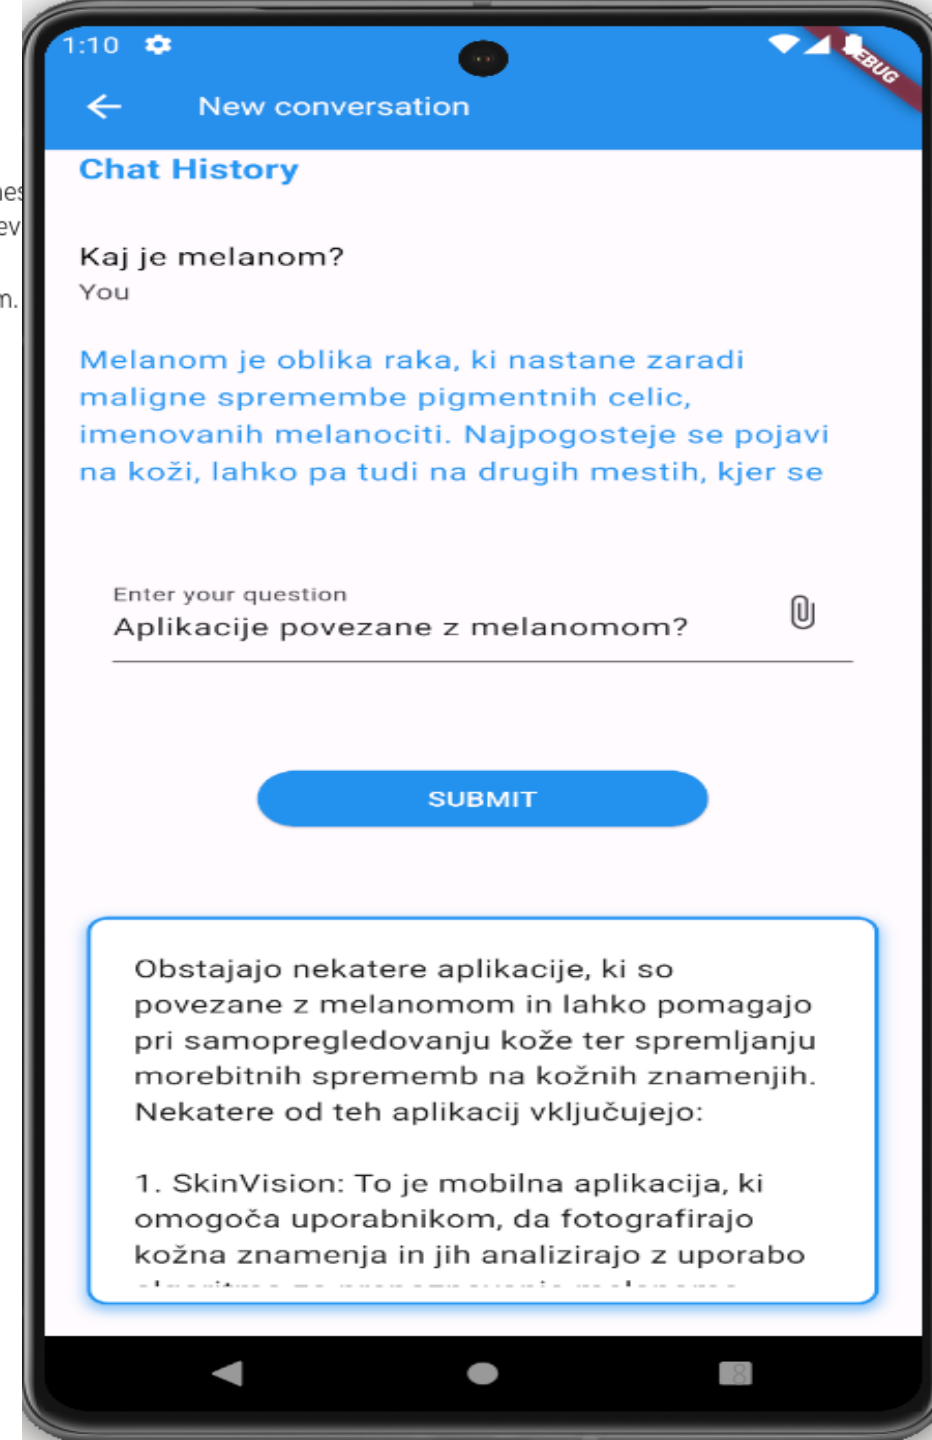 1:10
DEBUG
New conversation
Chat History
Kaj je melanom?
You
Melanom je oblika raka, ki nastane zaradi
maligne spremembe pigmentnih celic,
imenovanih melanociti. Najpogosteje se pojavi
na koži, lahko pa tudi na drugih mestih, kjer se
Enter your question
Aplikacije povezane z melanomom?
SUBMIT
Obstajajo nekatere aplikacije, ki so
povezane z melanomom in lahko pomagajo
pri samopregledovanju kože ter spremljanju
morebitnih sprememb na kožnih znamenjih.
Nekatere od teh aplikacij vključujejo:
1. SkinVision: To je mobilna aplikacija, ki
omogoča uporabnikom, da fotografirajo
kožna znamenja in jih analizirajo z uporabo
8